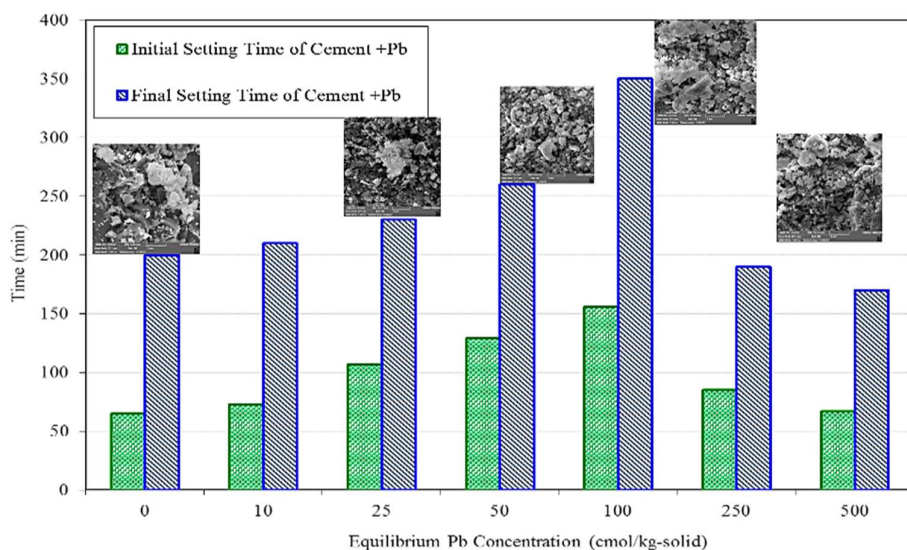 400
350
300
250
200
150
100
50
0
Time (min)
Initial Setting Time of Cement +Pb
Final Setting Time of Cement +Pb
0 10 25 50 100 250 500
Equilibrium Pb Concentration (cmol/kg-solid)